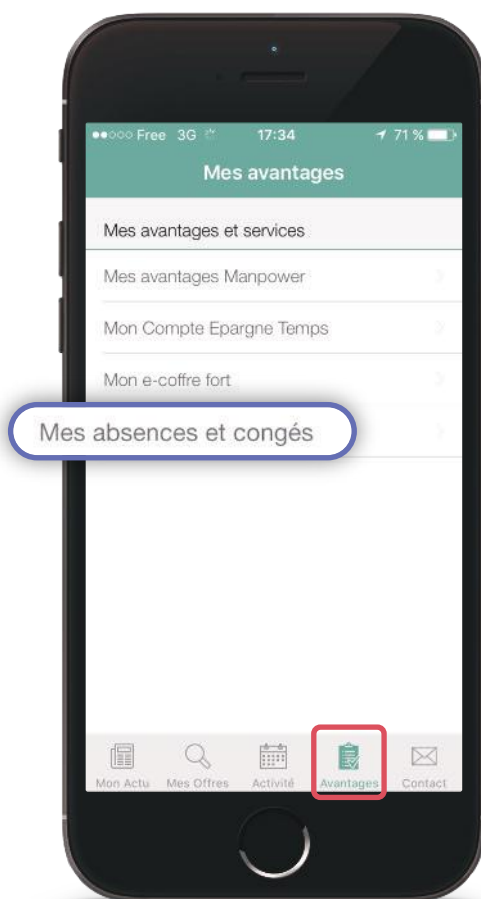 Free 3G 17:34 71 %
Mes avantages
Mes avantages et services
Mes avantages Manpower
Mon Compte Epargne Temps
Mon e-coffre fort
Mes absences et congés
Mon Actu Mes Offres Activité Avantages Contact